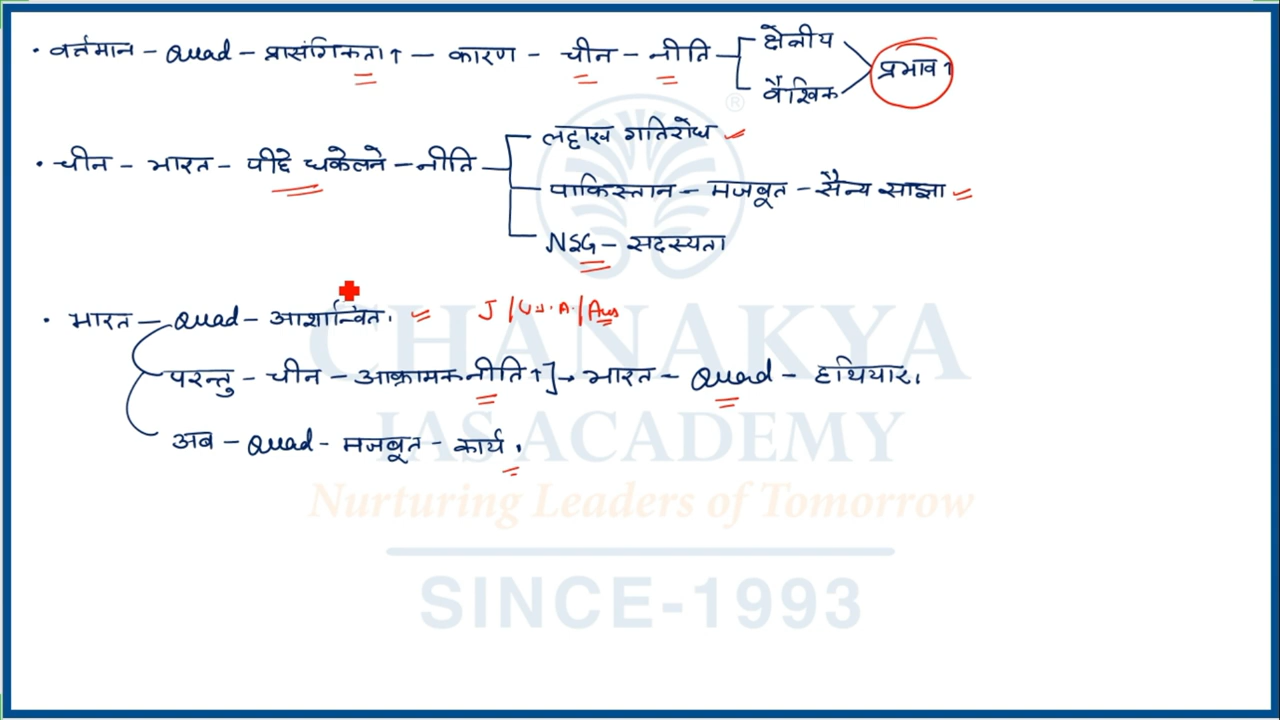 · वर्तमान – Quad – प्रासंगिकता↑ – कारण – चीन – नीति
क्षेत्रीय
वैश्विक
प्रभाव↑
· चीन – भारत – पीछे धकेलने – नीति
लद्दाख गतिरोध
पाकिस्तान – मजबूत – सैन्य साझा
NSG – सदस्यता
· भारत – Quad – आशान्वित। J / U.S.A. / Aus
परन्तु – चीन – आक्रामक नीति↑] → भारत – Quad – हथियार।
अब – Quad – मजबूत – कार्य।
CHANAKYA
®
IAS ACADEMY
Nurturing Leaders of Tomorrow
SINCE-1993